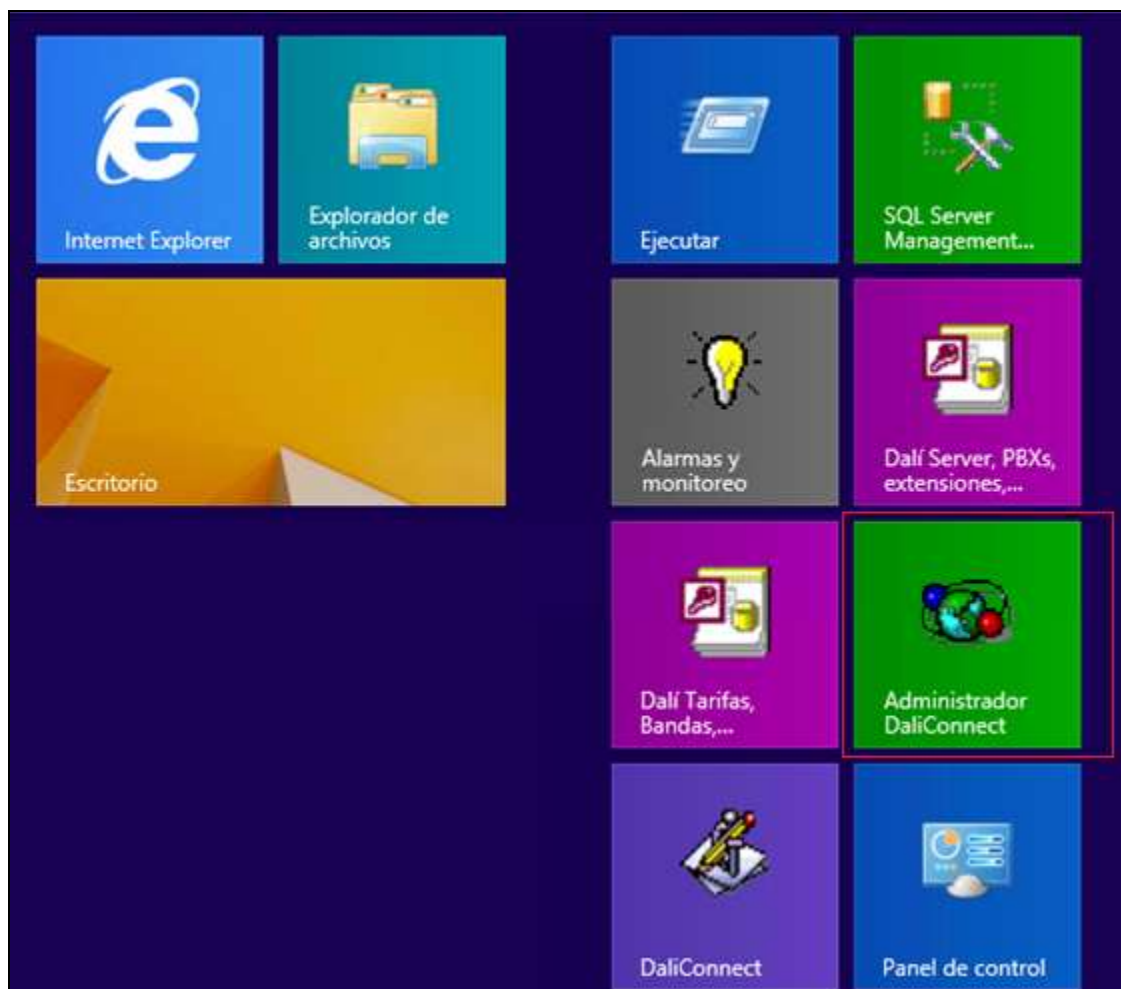 Internet Explorer
Explorador de
archivos
Ejecutar
SQL Server
Management...
Escritorio
Alarmas y
monitoreo
Dalí Server, PBXs,
extensiones,...
Dalí Tarifas,
Bandas,...
Administrador
DaliConnect
DaliConnect
Panel de control